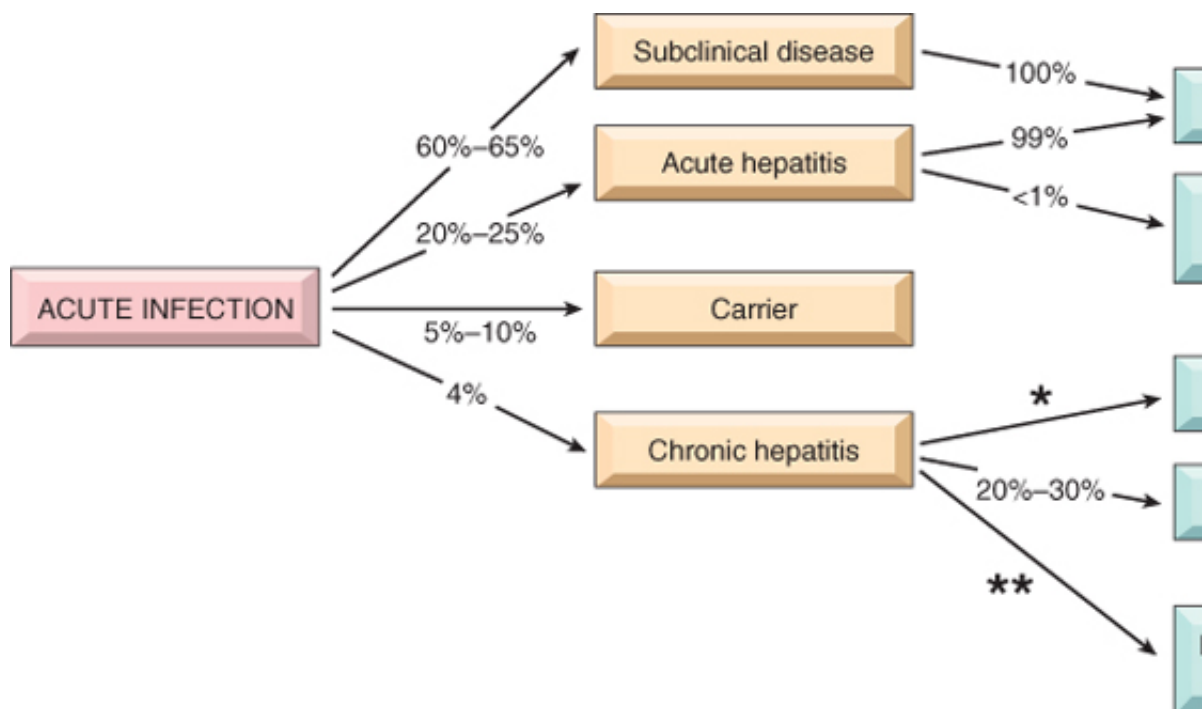 Subclinical disease
100%
60%–65%
99%
Acute hepatitis
<1%
20%–25%
ACUTE INFECTION
Carrier
5%–10%
4%
*
Chronic hepatitis
20%–30%
**